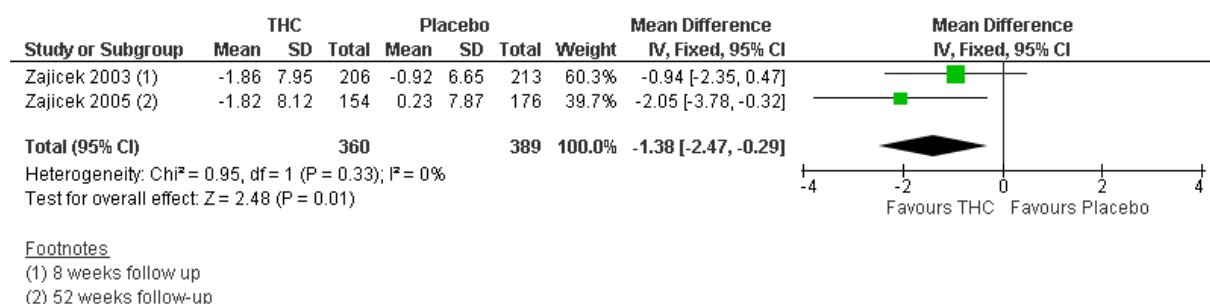 THC Placebo Mean Difference Mean Difference
Study or Subgroup Mean SD Total Mean SD Total Weight IV, Fixed, 95% CI IV, Fixed, 95% CI
Zajicek 2003 (1) -1.86 7.95 206 -0.92 6.65 213 60.3% -0.94 [-2.35, 0.47]
Zajicek 2005 (2) -1.82 8.12 154 0.23 7.87 176 39.7% -2.05 [-3.78, -0.32]
Total (95% CI) 360 389 100.0% -1.38 [-2.47, -0.29]
Heterogeneity: Chi² = 0.95, df = 1 (P = 0.33); I² = 0%
Test for overall effect: Z = 2.48 (P = 0.01)
-4 -2 0 2 4
Favours THC Favours Placebo
Footnotes
(1) 8 weeks follow up
(2) 52 weeks follow-up